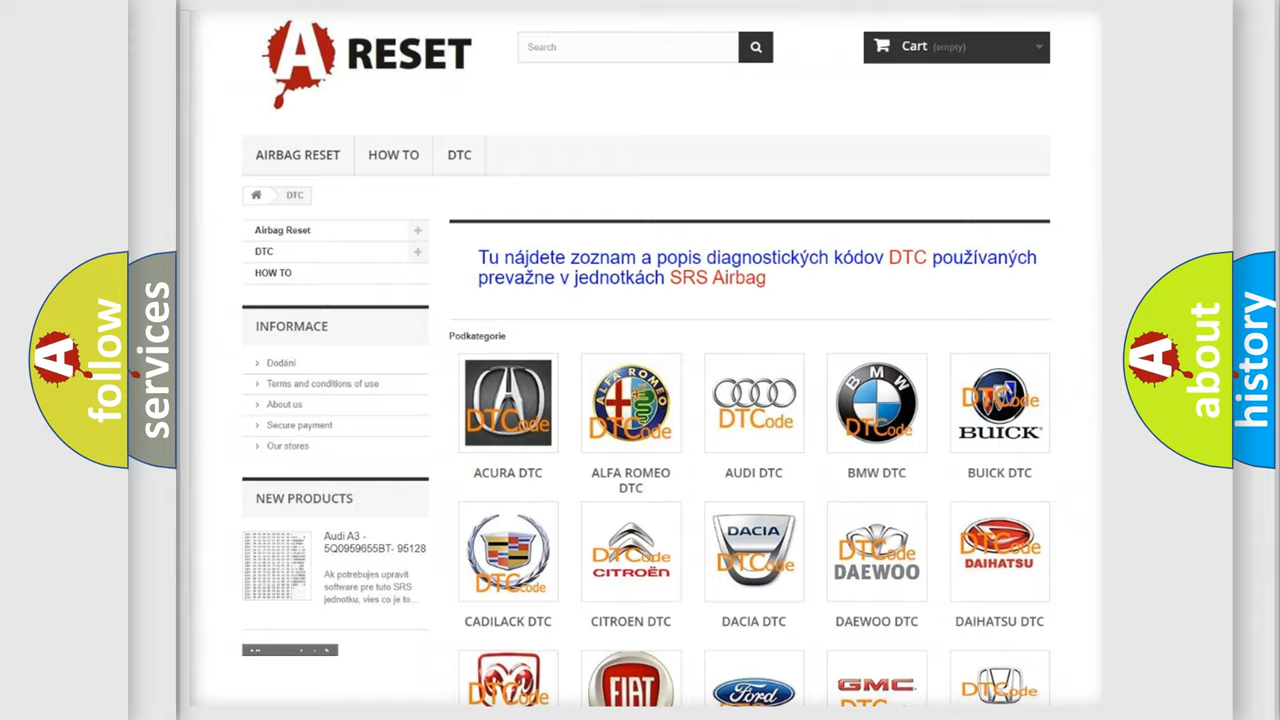 A RESET
Search
Cart (empty)
AIRBAG RESET
HOW TO
DTC
DTC
Airbag Reset
DTC
HOW TO
INFORMACE
Dodání
Terms and conditions of use
About us
Secure payment
Our stores
NEW PRODUCTS
Audi A3 -
5Q0959655BT- 95128
Ak potrebujes upravit
software pre tuto SRS
jednotku, vies co je to...
Tu nájdete zoznam a popis diagnostických kódov DTC používaných
prevažne v jednotkách SRS Airbag
Podkategorie
DTCode
ALFA ROMEO
DTCode
DTCode
BMW
DTCode
DTCode
BUICK
ACURA DTC
ALFA ROMEO
DTC
AUDI DTC
BMW DTC
BUICK DTC
DTCode
DTCode
CITROËN
DACIA
DTCode
DTCode
DAEWOO
DTCode
DAIHATSU
CADILACK DTC
CITROEN DTC
DACIA DTC
DAEWOO DTC
DAIHATSU DTC
DTCode
FIAT
Ford
GMC
DTCode
A follow
services
A about
history